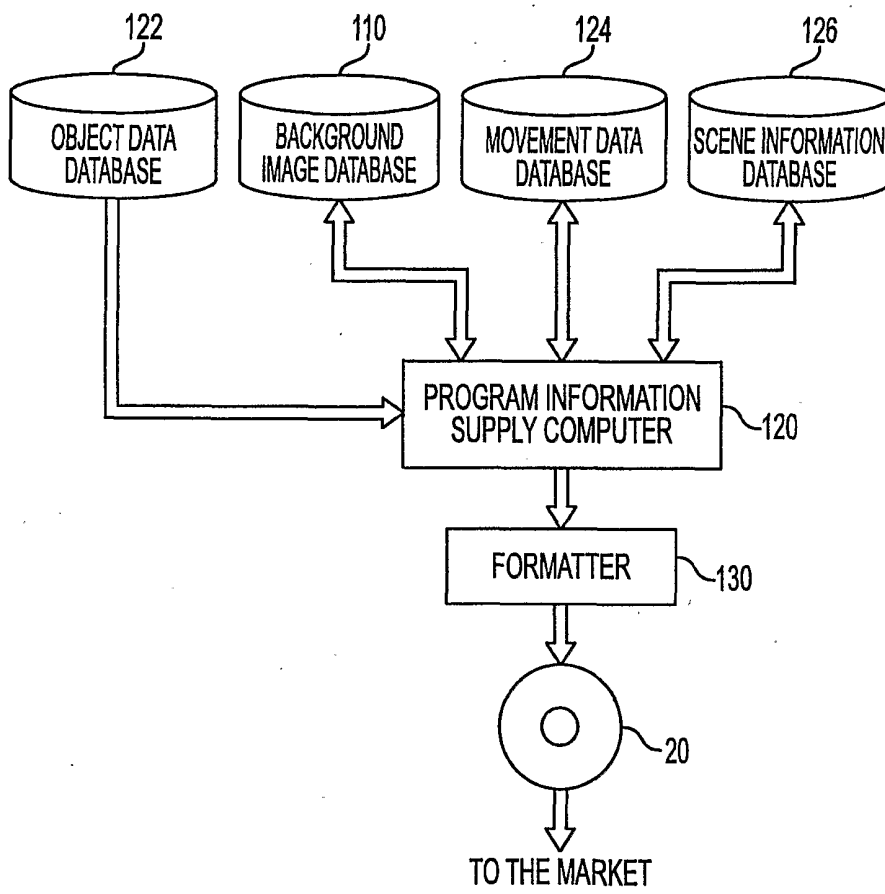 122
110
124
126
OBJECT DATA
DATABASE
BACKGROUND
IMAGE DATABASE
MOVEMENT DATA
DATABASE
SCENE INFORMATION
DATABASE
PROGRAM INFORMATION
SUPPLY COMPUTER
120
FORMATTER
130
20
TO THE MARKET